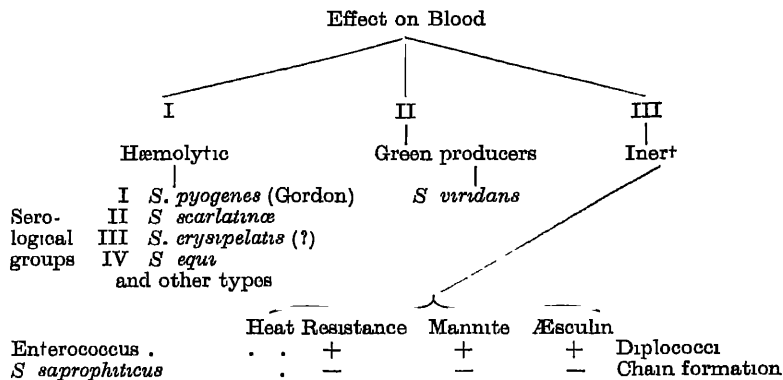 Effect on Blood
I II III
Hæmolytic Green producers Inert
I S. pyogenes (Gordon) S viridans
Sero- II S scarlatinæ
logical III S. erysipelatis (?)
groups IV S equi
and other types
Heat Resistance Mannite Æsculin
Enterococcus . . . + + + Diplococci
S saprophiticus . — — — Chain formation